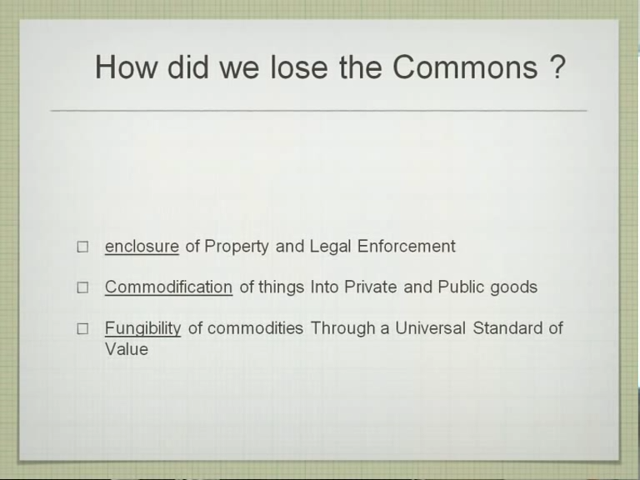 How did we lose the Commons ?
enclosure of Property and Legal Enforcement
Commodification of things Into Private and Public goods
Fungibility of commodities Through a Universal Standard of
Value